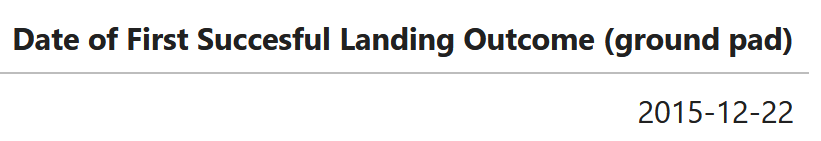 Date of First Succesful Landing Outcome (ground pad)
2015-12-22